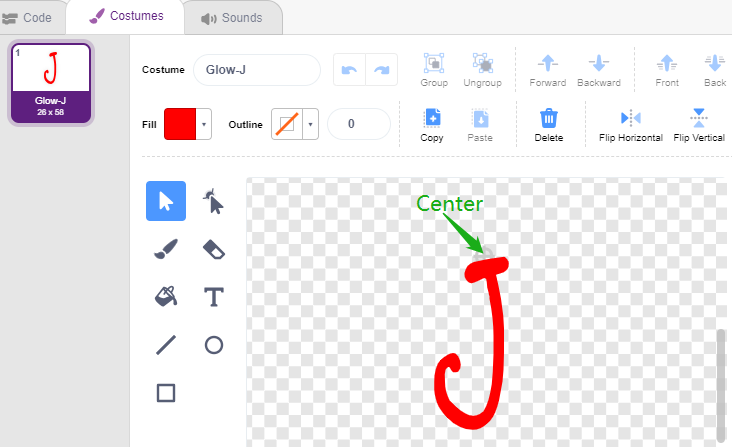 Code Costumes Sounds
1
Glow-J
26 x 58
Costume Glow-J
Group Ungroup Forward Backward Front Back
Fill Outline 0
Copy Paste Delete Flip Horizontal Flip Vertical
Center
T
J